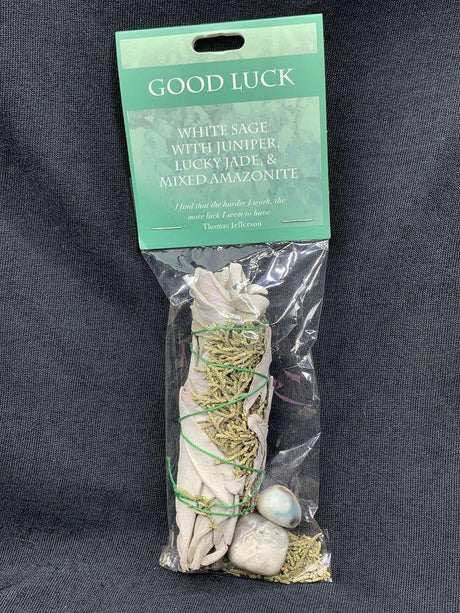 GOOD LUCK
WHITE SAGE
WITH JUNIPER,
LUCKY JADE, &
MIXED AMAZONITE
I find that the harder I work, the
more luck I seem to have.
Thomas Jefferson